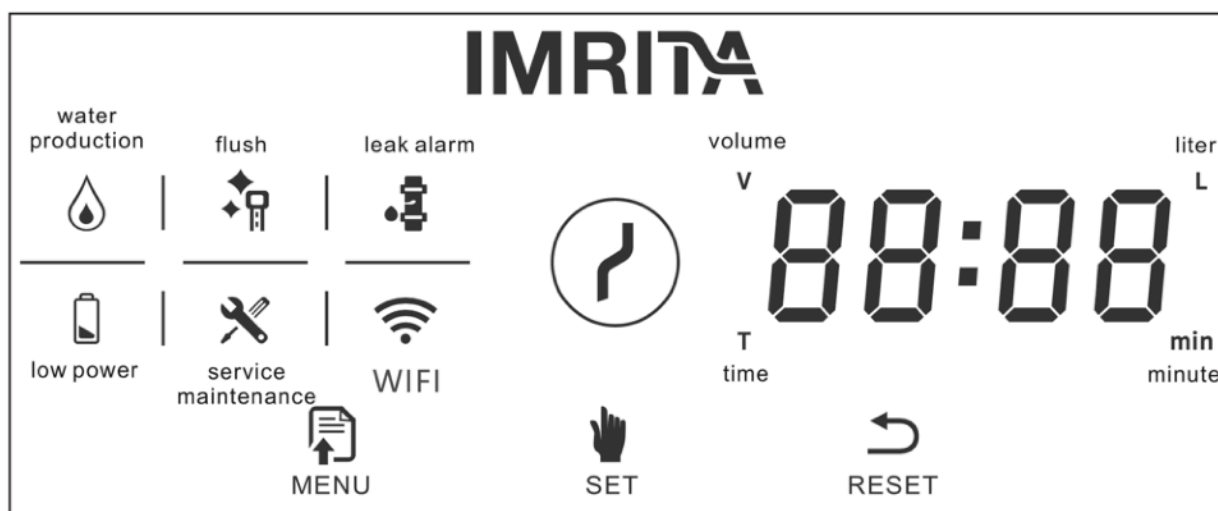 IMRITA
water
production
flush
leak alarm
low power
service
maintenance
WIFI
volume
liter
V
L
88:88
T
min
time
minute
MENU
SET
RESET